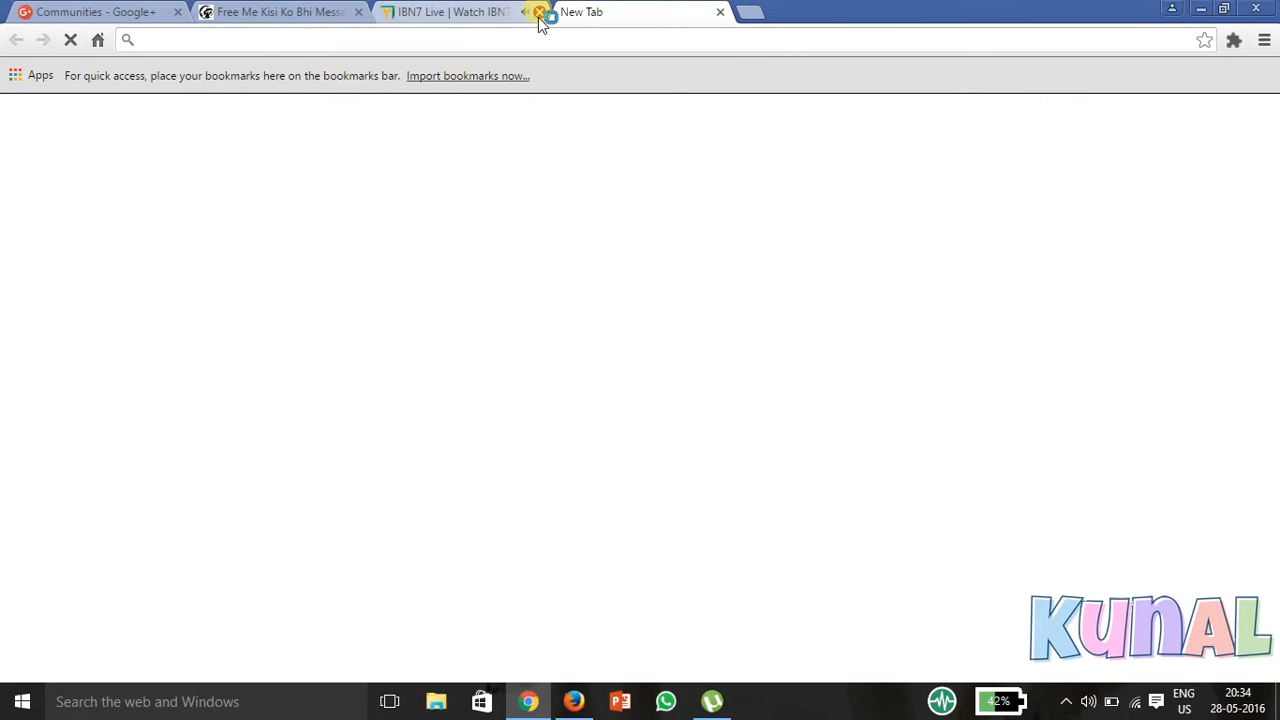 Communities - Google+
Free Me Kisi Ko Bhi Messa
IBN7 Live | Watch IBN7
New Tab
Apps For quick access, place your bookmarks here on the bookmarks bar. Import bookmarks now...
KUNAL
Search the web and Windows
42%
ENG
US
20:34
28-05-2016